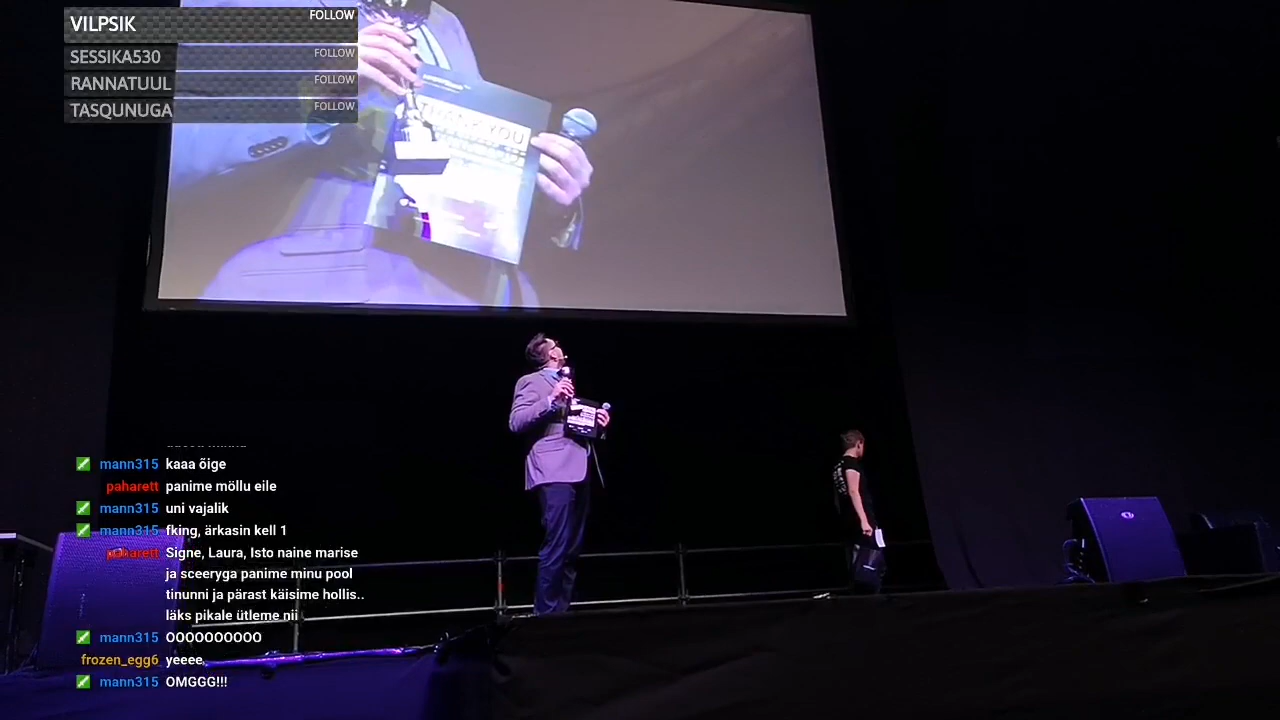 VILPSIK FOLLOW
SESSIKA530 FOLLOW
RANNATUUL FOLLOW
TASQUNUGA FOLLOW
THANK YOU
mann315 kaaa õige
paharett panime möllu eile
mann315 uni vajalik
mann315 fking, ärkasin kell 1
paharett Signe, Laura, Isto naine marise
ja sceeryga panime minu pool
tinunni ja pärast käisime hollis..
läks pikale ütleme nii
mann315 OOOOOOOOOO
frozen_egg6 yeeee
mann315 OMGGG!!!